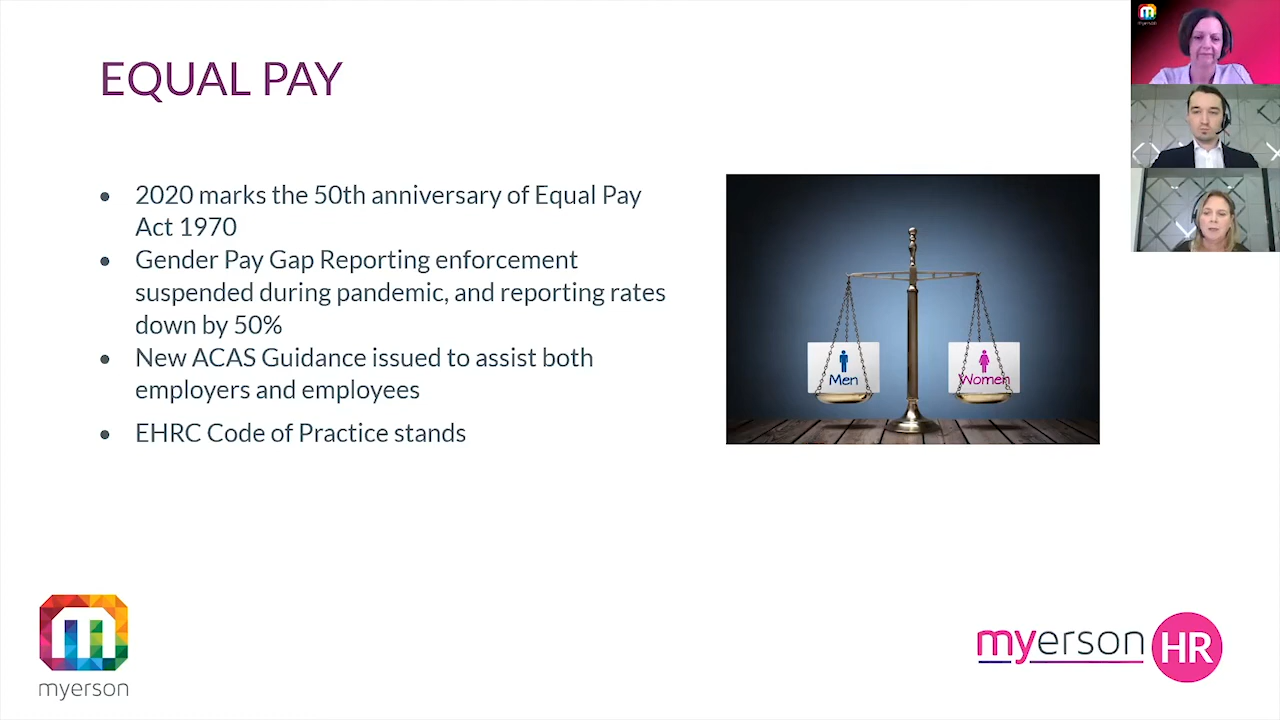 EQUAL PAY
• 2020 marks the 50th anniversary of Equal Pay
Act 1970
• Gender Pay Gap Reporting enforcement
suspended during pandemic, and reporting rates
down by 50%
• New ACAS Guidance issued to assist both
employers and employees
• EHRC Code of Practice stands
Men
Women
myerson
myerson HR
myerson